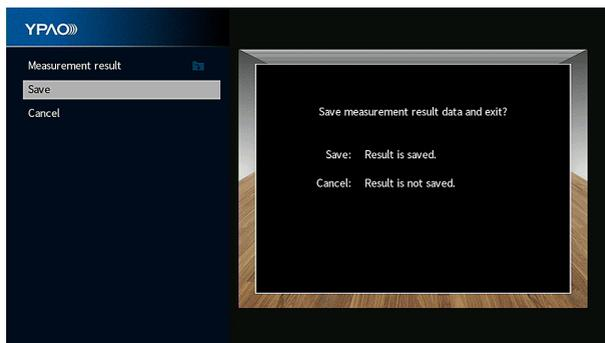 YPAO
Measurement result
Save
Cancel
Save measurement result data and exit?
Save: Result is saved.
Cancel: Result is not saved.